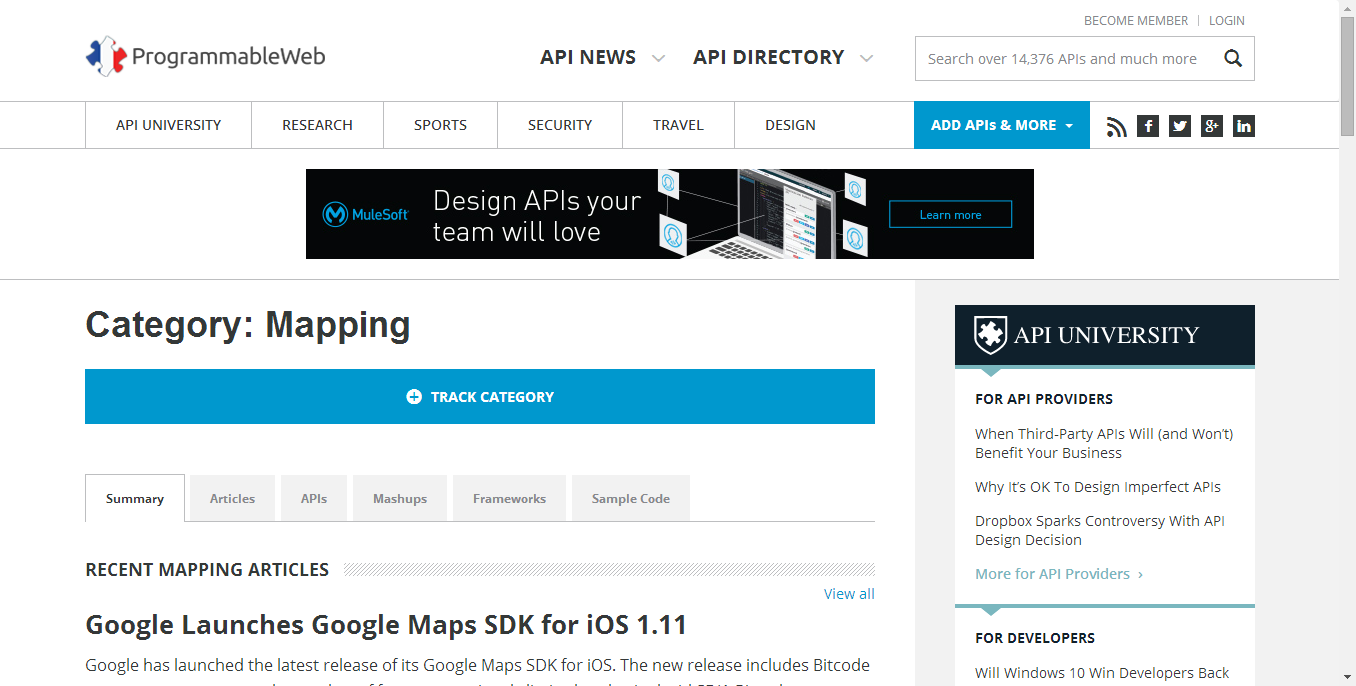 BECOME MEMBER | LOGIN
ProgrammableWeb
API NEWS
API DIRECTORY
Search over 14,376 APIs and much more
API UNIVERSITY
RESEARCH
SPORTS
SECURITY
TRAVEL
DESIGN
ADD APIs & MORE
MuleSoft
Design APIs your
team will love
Learn more
Category: Mapping
TRACK CATEGORY
Summary
Articles
APIs
Mashups
Frameworks
Sample Code
RECENT MAPPING ARTICLES
View all
Google Launches Google Maps SDK for iOS 1.11
Google has launched the latest release of its Google Maps SDK for iOS. The new release includes Bitcode
API UNIVERSITY
FOR API PROVIDERS
When Third-Party APIs Will (and Won't)
Benefit Your Business
Why It's OK To Design Imperfect APIs
Dropbox Sparks Controversy With API
Design Decision
More for API Providers ›
FOR DEVELOPERS
Will Windows 10 Win Developers Back